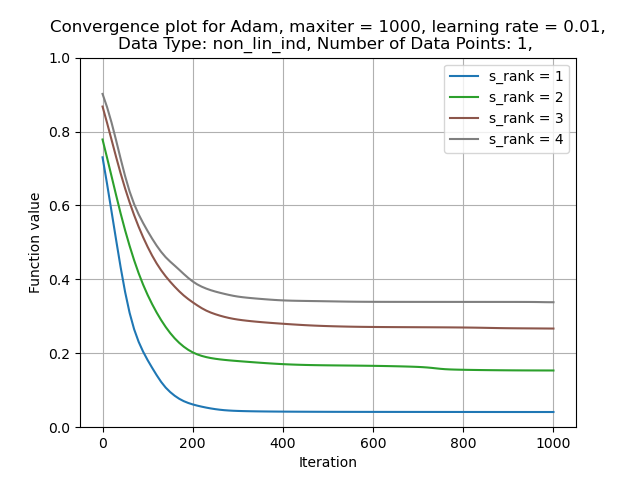 Convergence plot for Adam, maxiter = 1000, learning rate = 0.01,
Data Type: non_lin_ind, Number of Data Points: 1,
1.0
0.8
0.6
0.4
0.2
0.0
Function value
s_rank = 1
s_rank = 2
s_rank = 3
s_rank = 4
0 200 400 600 800 1000
Iteration